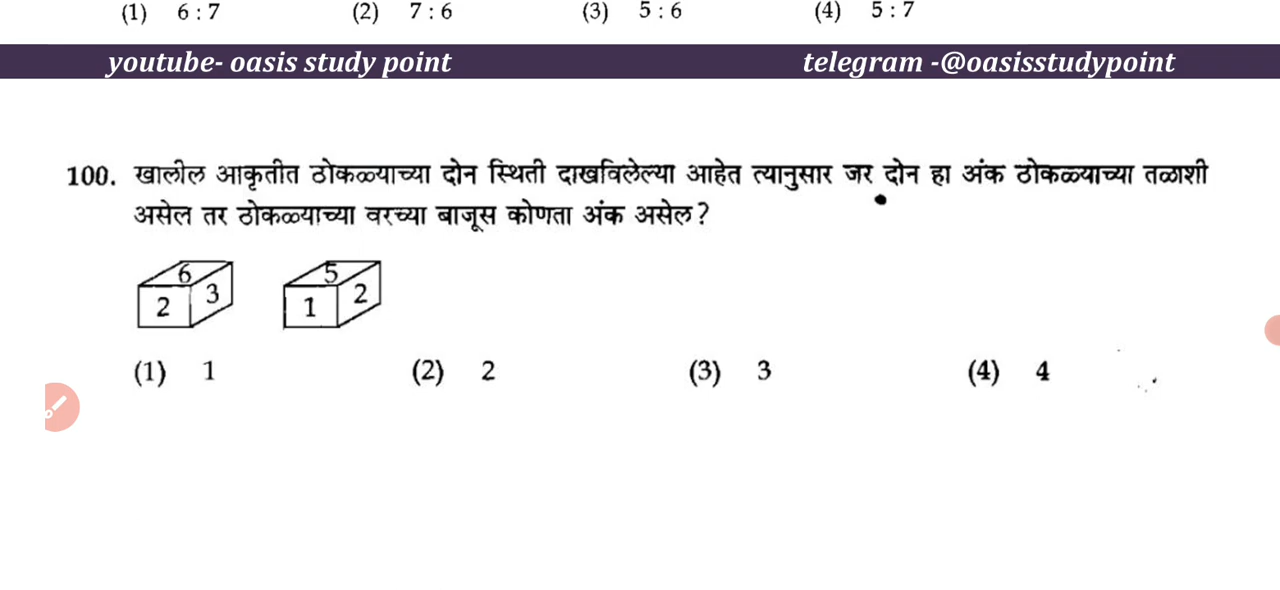 (1) 6 : 7 (2) 7 : 6 (3) 5 : 6 (4) 5 : 7
youtube- oasis study point telegram -@oasisstudypoint
100. खालील आकृतीत ठोकळ्याच्या दोन स्थिती दाखविलेल्या आहेत त्यानुसार जर दोन हा अंक ठोकळ्याच्या तळाशी
असेल तर ठोकळ्याच्या वरच्या बाजूस कोणता अंक असेल ?
6 5
2 3 1 2
(1) 1 (2) 2 (3) 3 (4) 4